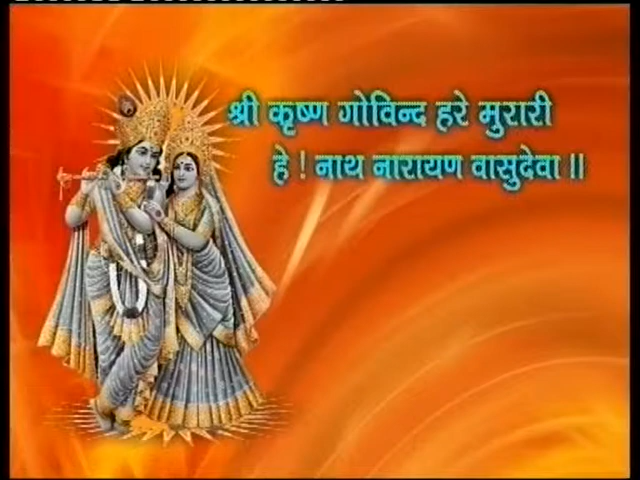 श्री कृष्ण गोविन्द हरे मुरारी
हे ! नाथ नारायण वासुदेवा ॥